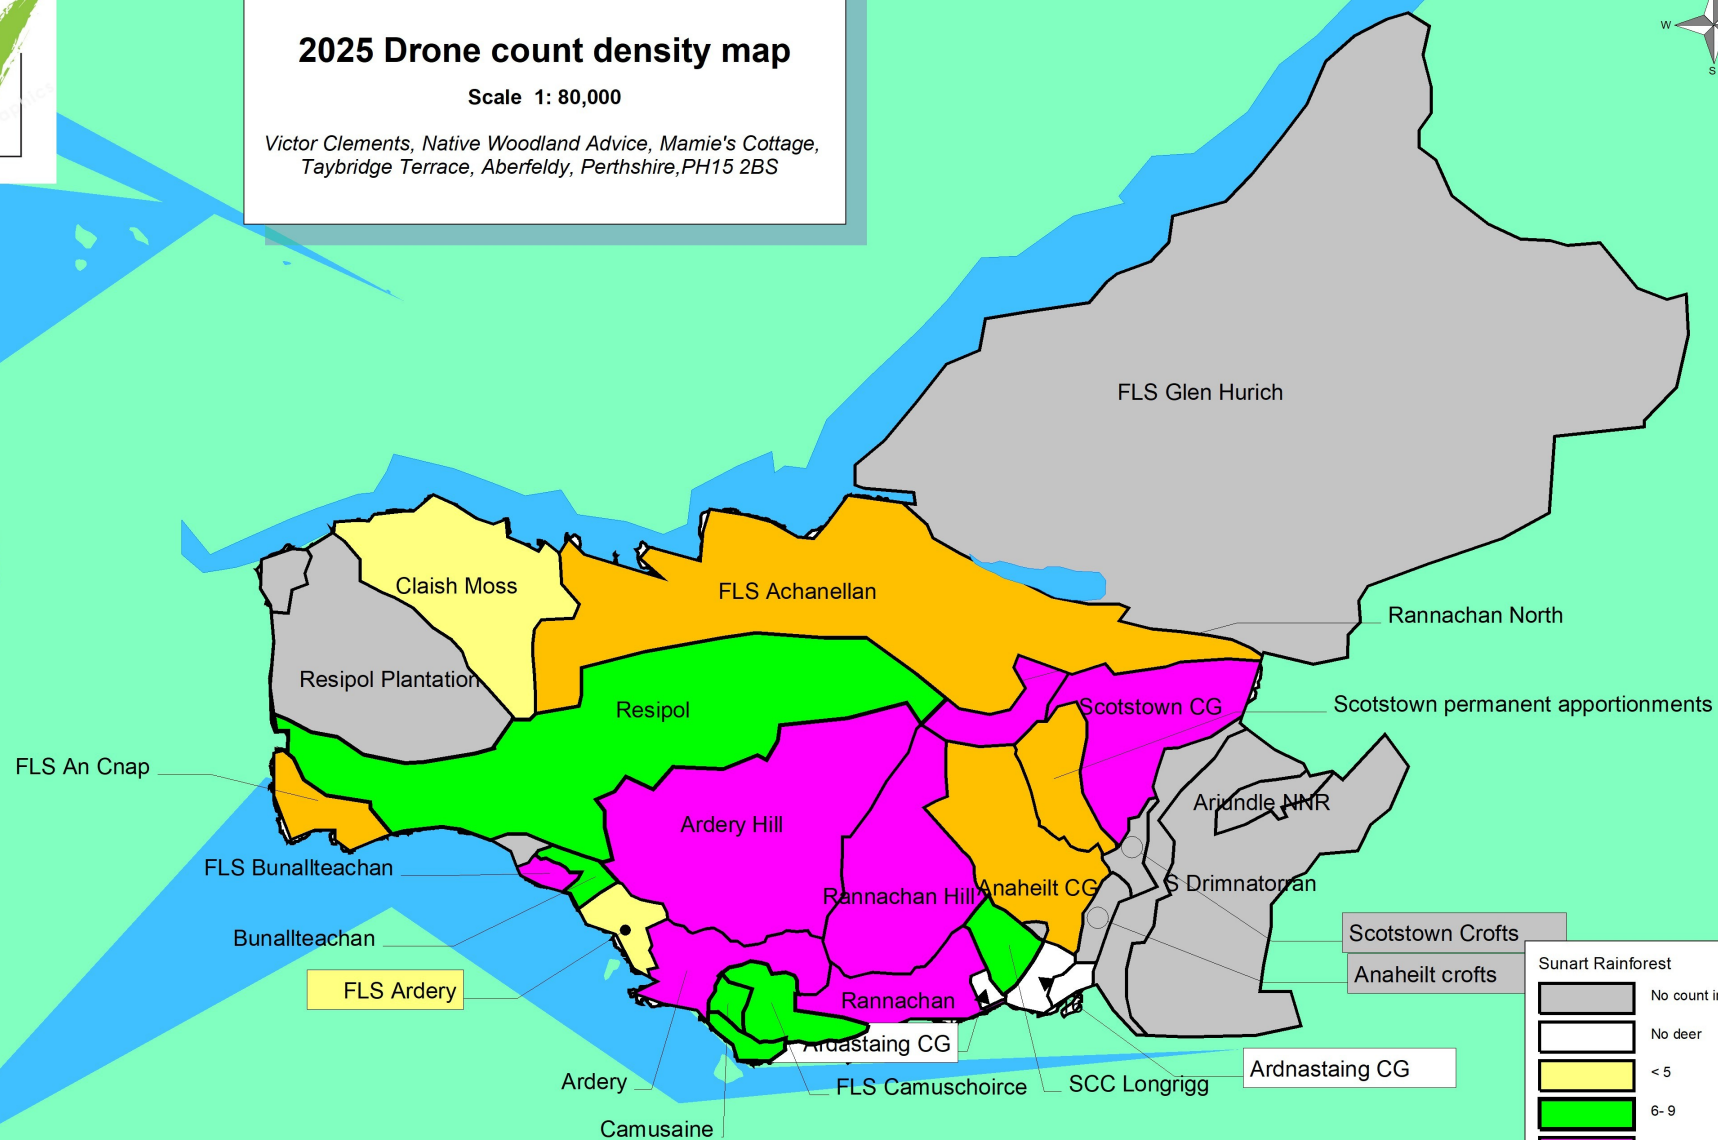 2025 Drone count density map
Scale 1: 80,000
Victor Clements, Native Woodland Advice, Mamie's Cottage,
Taybridge Terrace, Aberfeldy, Perthshire,PH15 2BS
W
S
FLS Glen Hurich
Claish Moss
FLS Achanellan
Rannachan North
Resipol Plantation
Resipol
Scotstown CG
Scotstown permanent apportionments
FLS An Cnap
Ardery Hill
Ariundle NNR
FLS Bunallteachan
Rannachan Hill
Anaheilt CG
S Drimnatorran
Bunallteachan
Scotstown Crofts
Anaheilt crofts
FLS Ardery
Rannachan
Ardastaing CG
Ardnastaing CG
Ardery
FLS Camuschoirce
SCC Longrigg
Camusaine
Sunart Rainforest
No count
No deer
< 5
6- 9